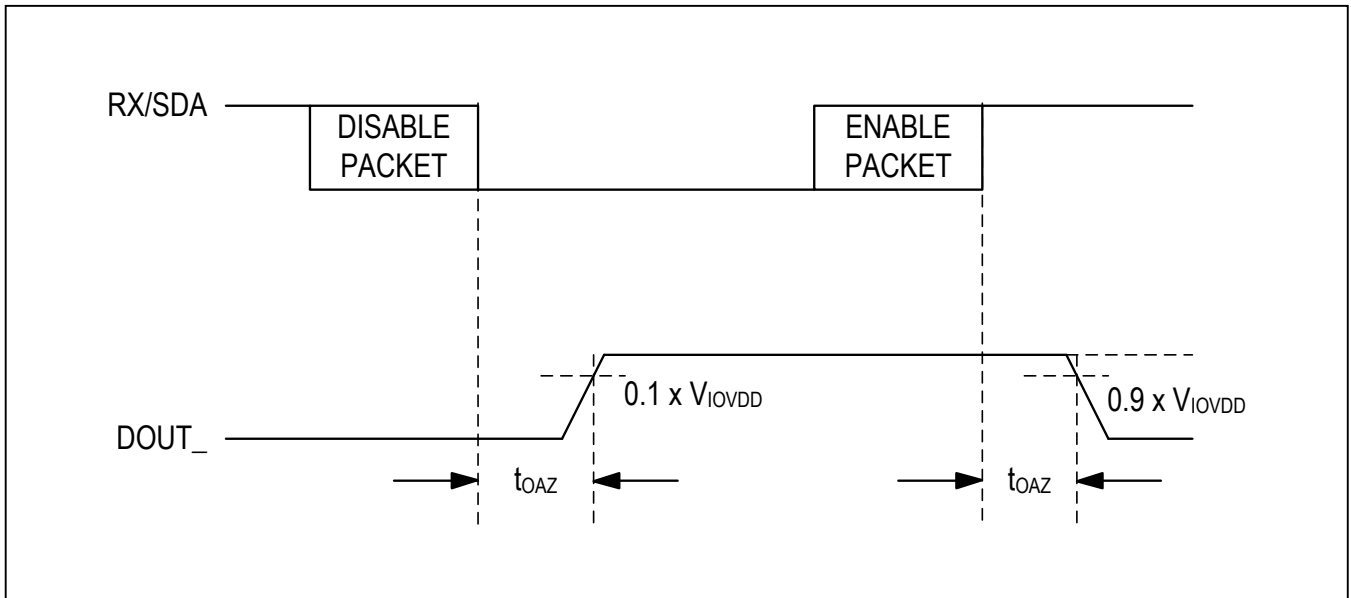 RX/SDA
DISABLE
PACKET
ENABLE
PACKET
0.1 x VIOVDD
0.9 x VIOVDD
DOUT_
tOAZ
tOAZ